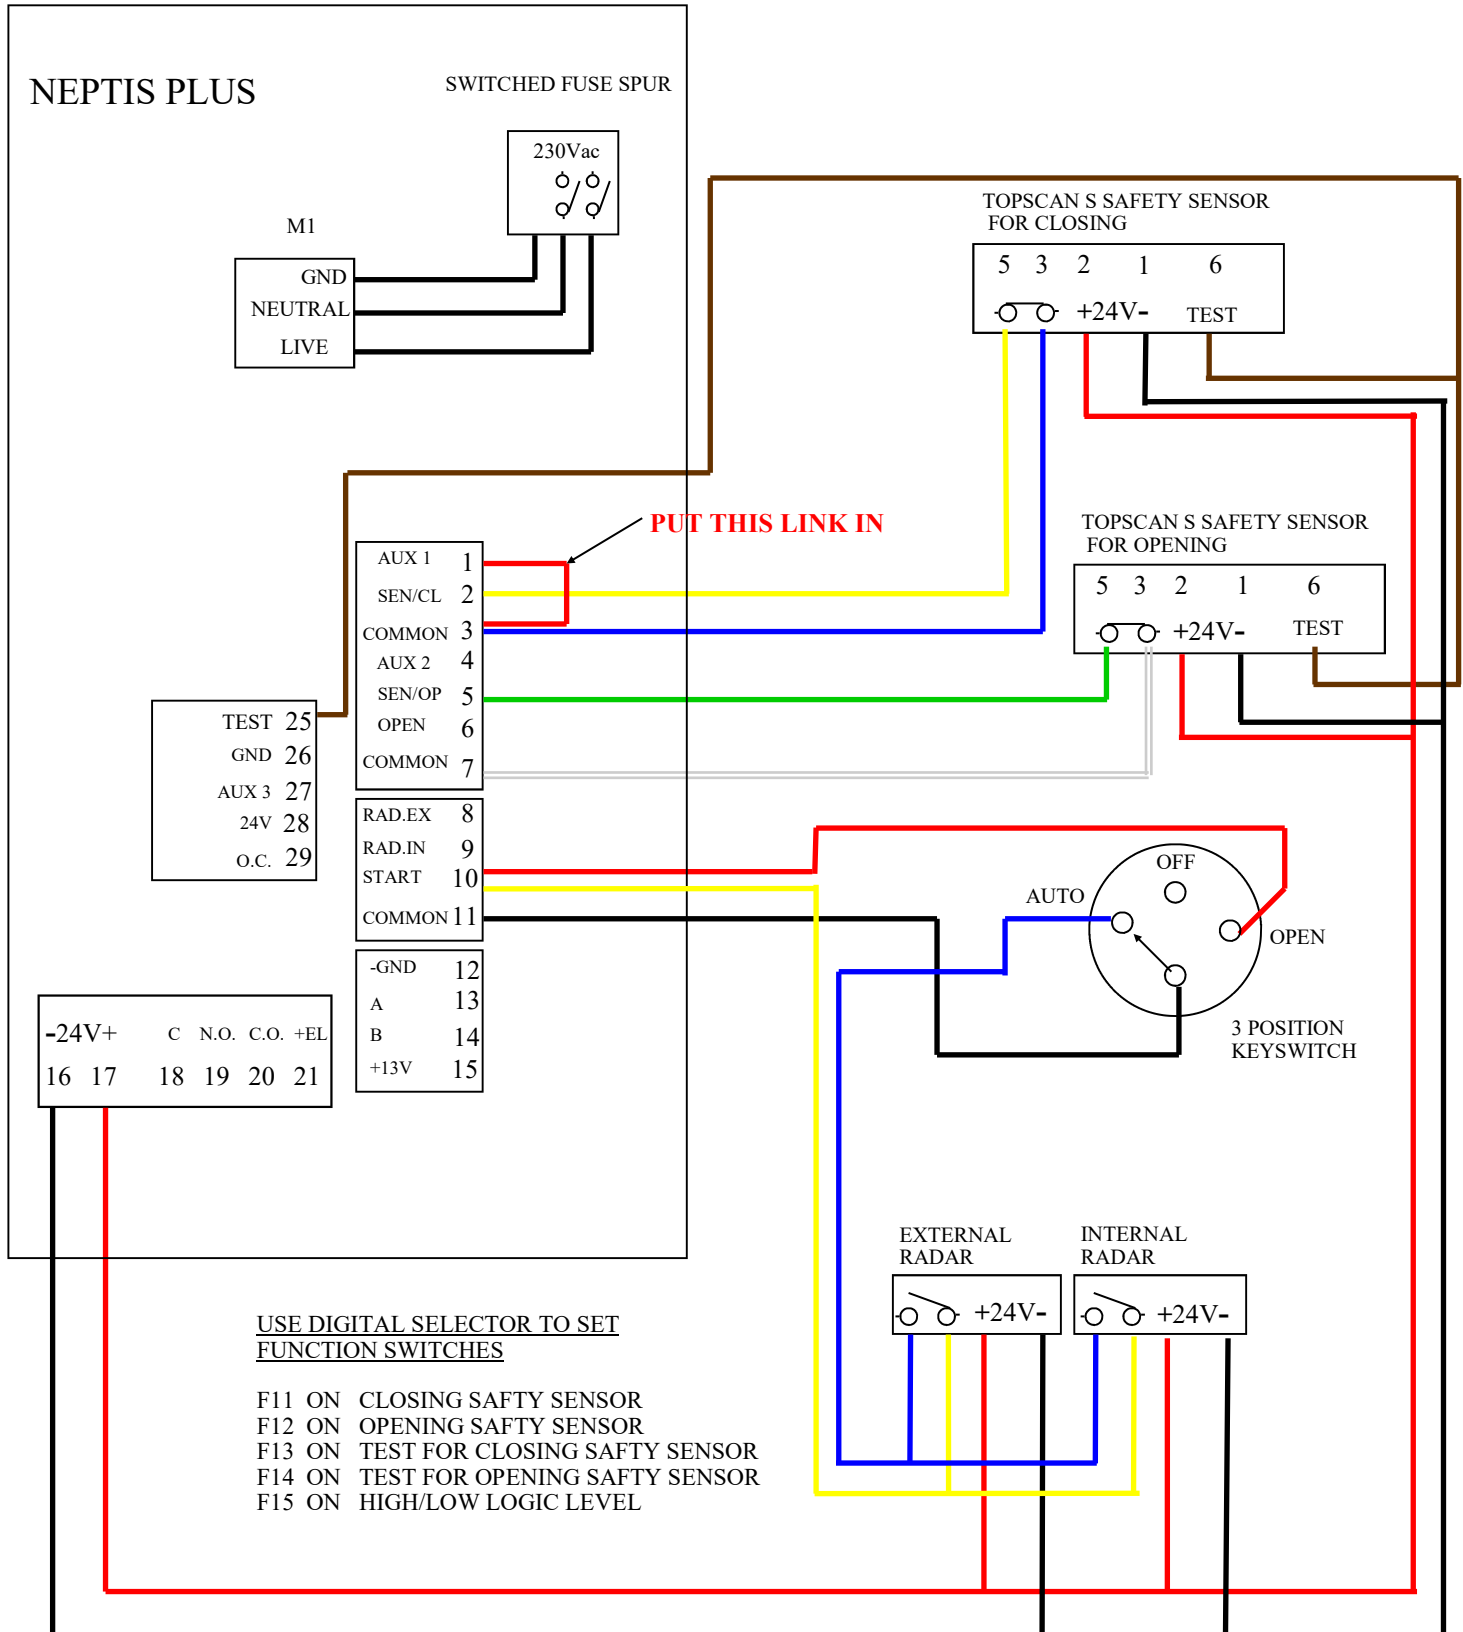 NEPTIS PLUS
SWITCHED FUSE SPUR
230Vac
M1
GND
NEUTRAL
LIVE
TOPSCAN S SAFETY SENSOR
FOR CLOSING
5 3 2 1 6
+24V- TEST
PUT THIS LINK IN
TOPSCAN S SAFETY SENSOR
FOR OPENING
5 3 2 1 6
+24V- TEST
AUX 1 1
SEN/CL 2
COMMON 3
AUX 2 4
SEN/OP 5
OPEN 6
COMMON 7
TEST 25
GND 26
AUX 3 27
24V 28
O.C. 29
RAD.EX 8
RAD.IN 9
START 10
COMMON 11
OFF
AUTO
OPEN
3 POSITION
KEYSWITCH
-GND 12
A 13
B 14
+13V 15
-24V+ C N.O. C.O. +EL
16 17 18 19 20 21
EXTERNAL
RADAR
+24V-
INTERNAL
RADAR
+24V-
USE DIGITAL SELECTOR TO SET
FUNCTION SWITCHES
F11 ON CLOSING SAFTY SENSOR
F12 ON OPENING SAFTY SENSOR
F13 ON TEST FOR CLOSING SAFTY SENSOR
F14 ON TEST FOR OPENING SAFTY SENSOR
F15 ON HIGH/LOW LOGIC LEVEL